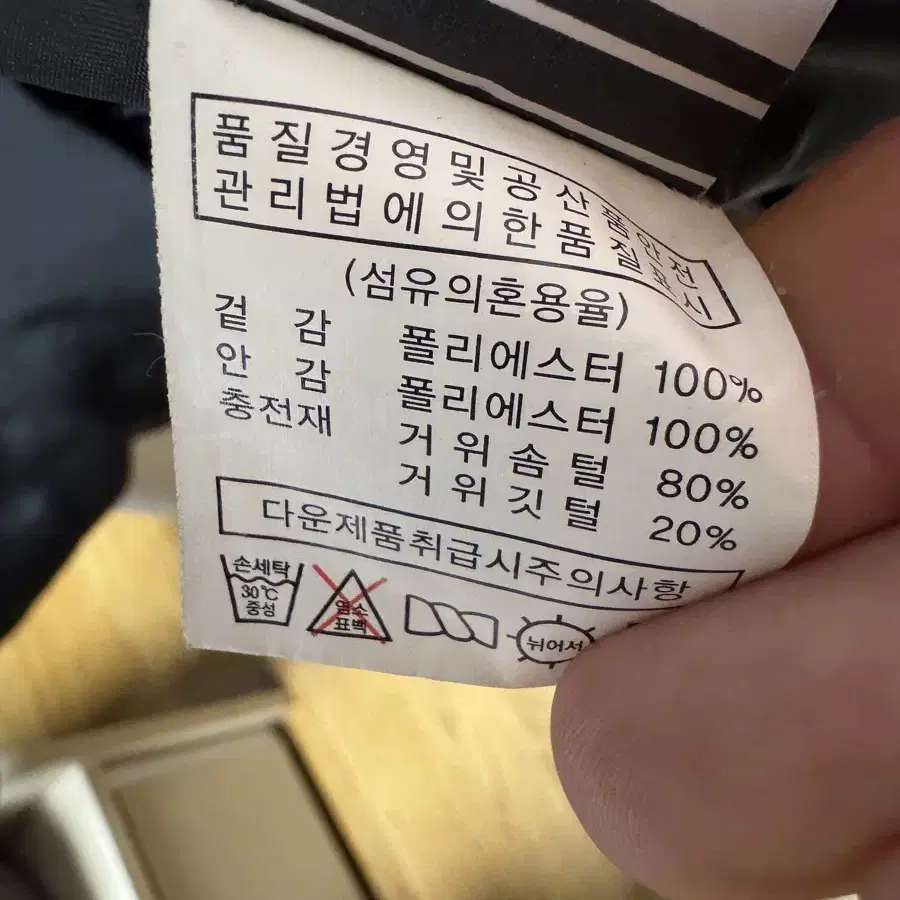 품질경영및공산품안전
관리법에의한품질표시
(섬유의혼용율)
겉 감 폴리에스터 100%
안 감 폴리에스터 100%
충전재 거위솜털 80%
거위깃털 20%
다운제품취급시주의사항
손세탁
30℃
중성
염소
표백
뉘어서